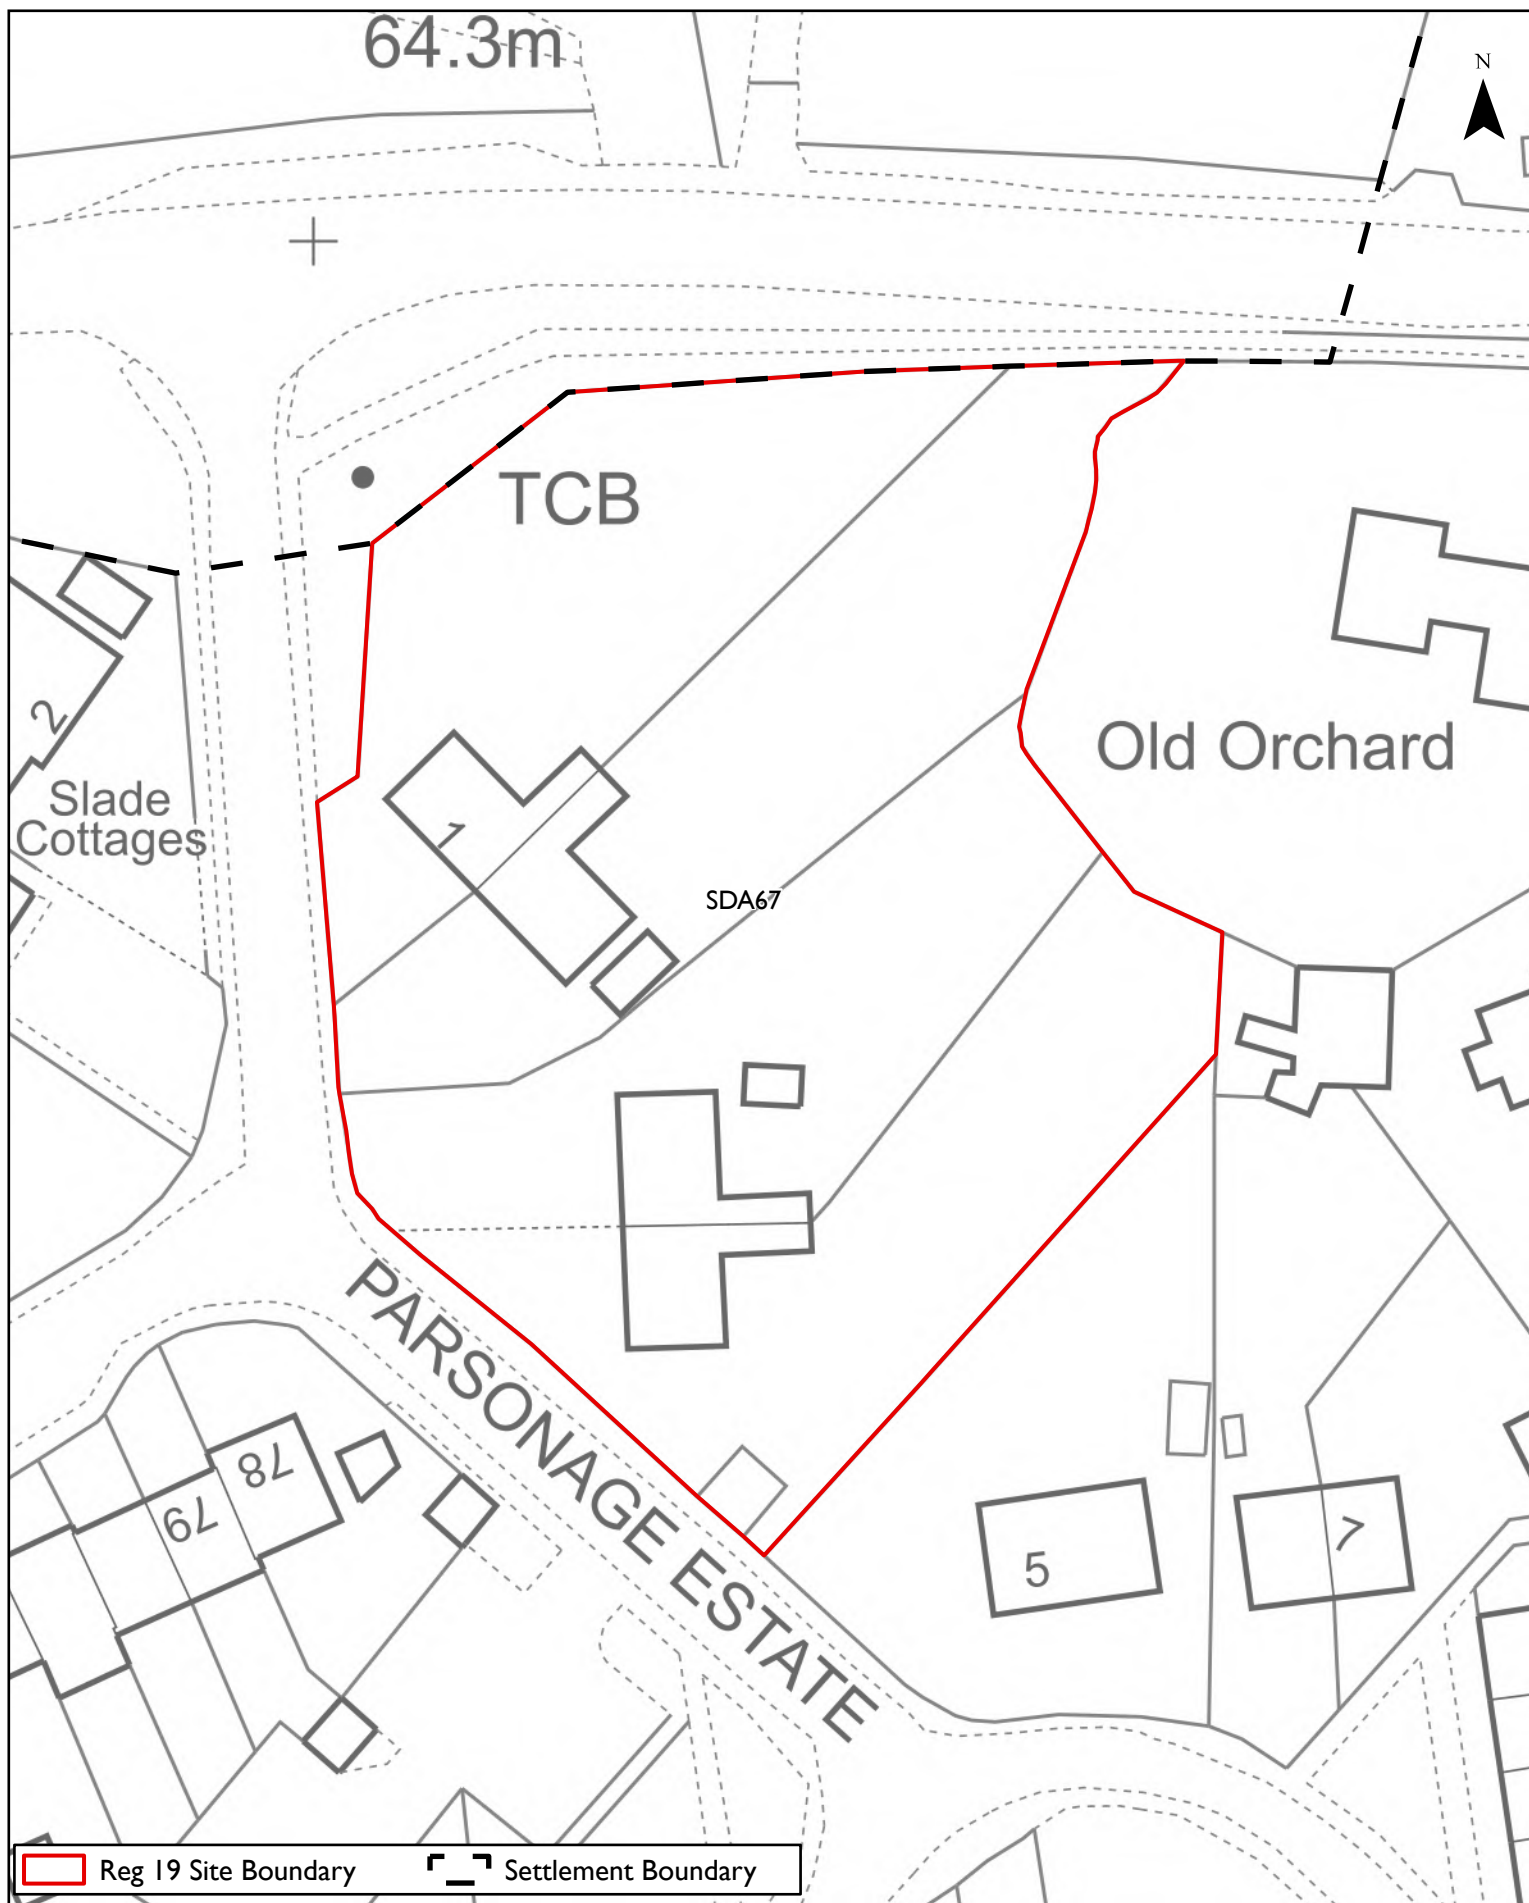 64.3m
N
TCB
2
Slade
Cottages
Old Orchard
1
SDA67
PARSONAGE ESTATE
78
79
5
7
Reg 19 Site Boundary
Settlement Boundary